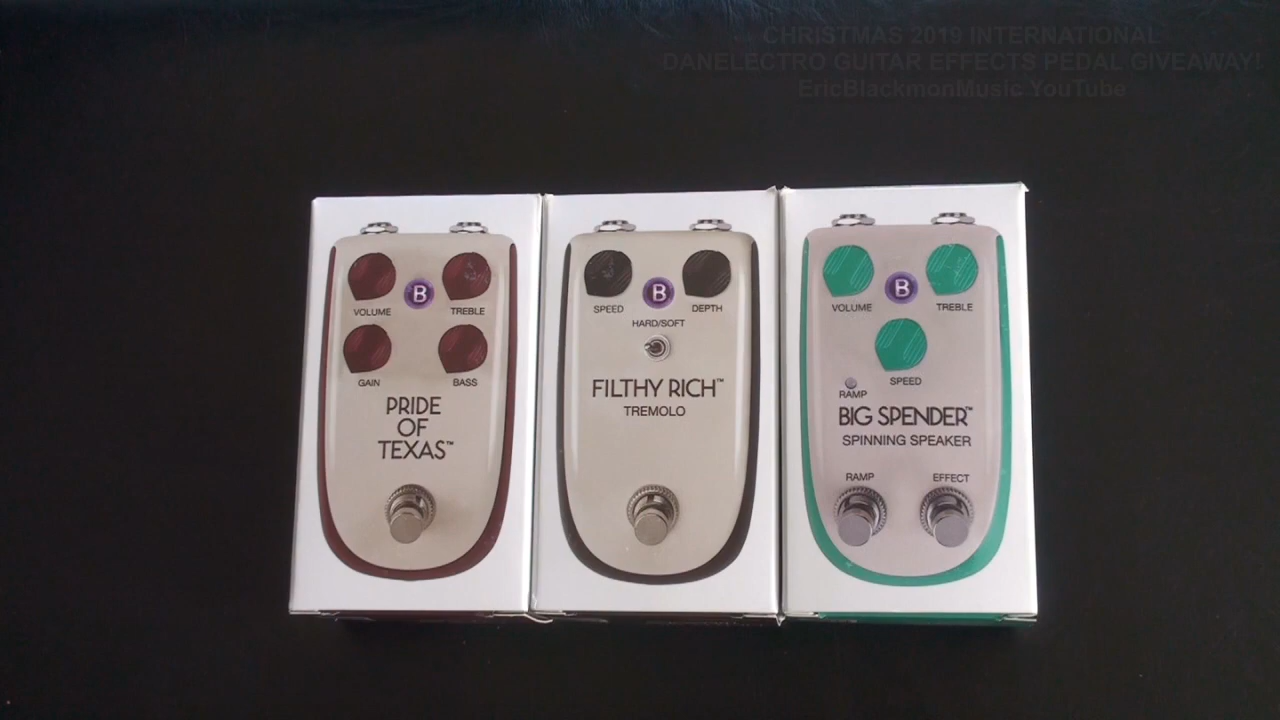 CHRISTMAS 2019 INTERNATIONAL
DANELECTRO GUITAR EFFECTS PEDAL GIVEAWAY!
EricBlackmonMusic YouTube
B
VOLUME TREBLE
GAIN BASS
PRIDE
OF
TEXAS™
B
SPEED DEPTH
HARD/SOFT
FILTHY RICH™
TREMOLO
B
VOLUME TREBLE
SPEED
RAMP
BIG SPENDER™
SPINNING SPEAKER
RAMP EFFECT